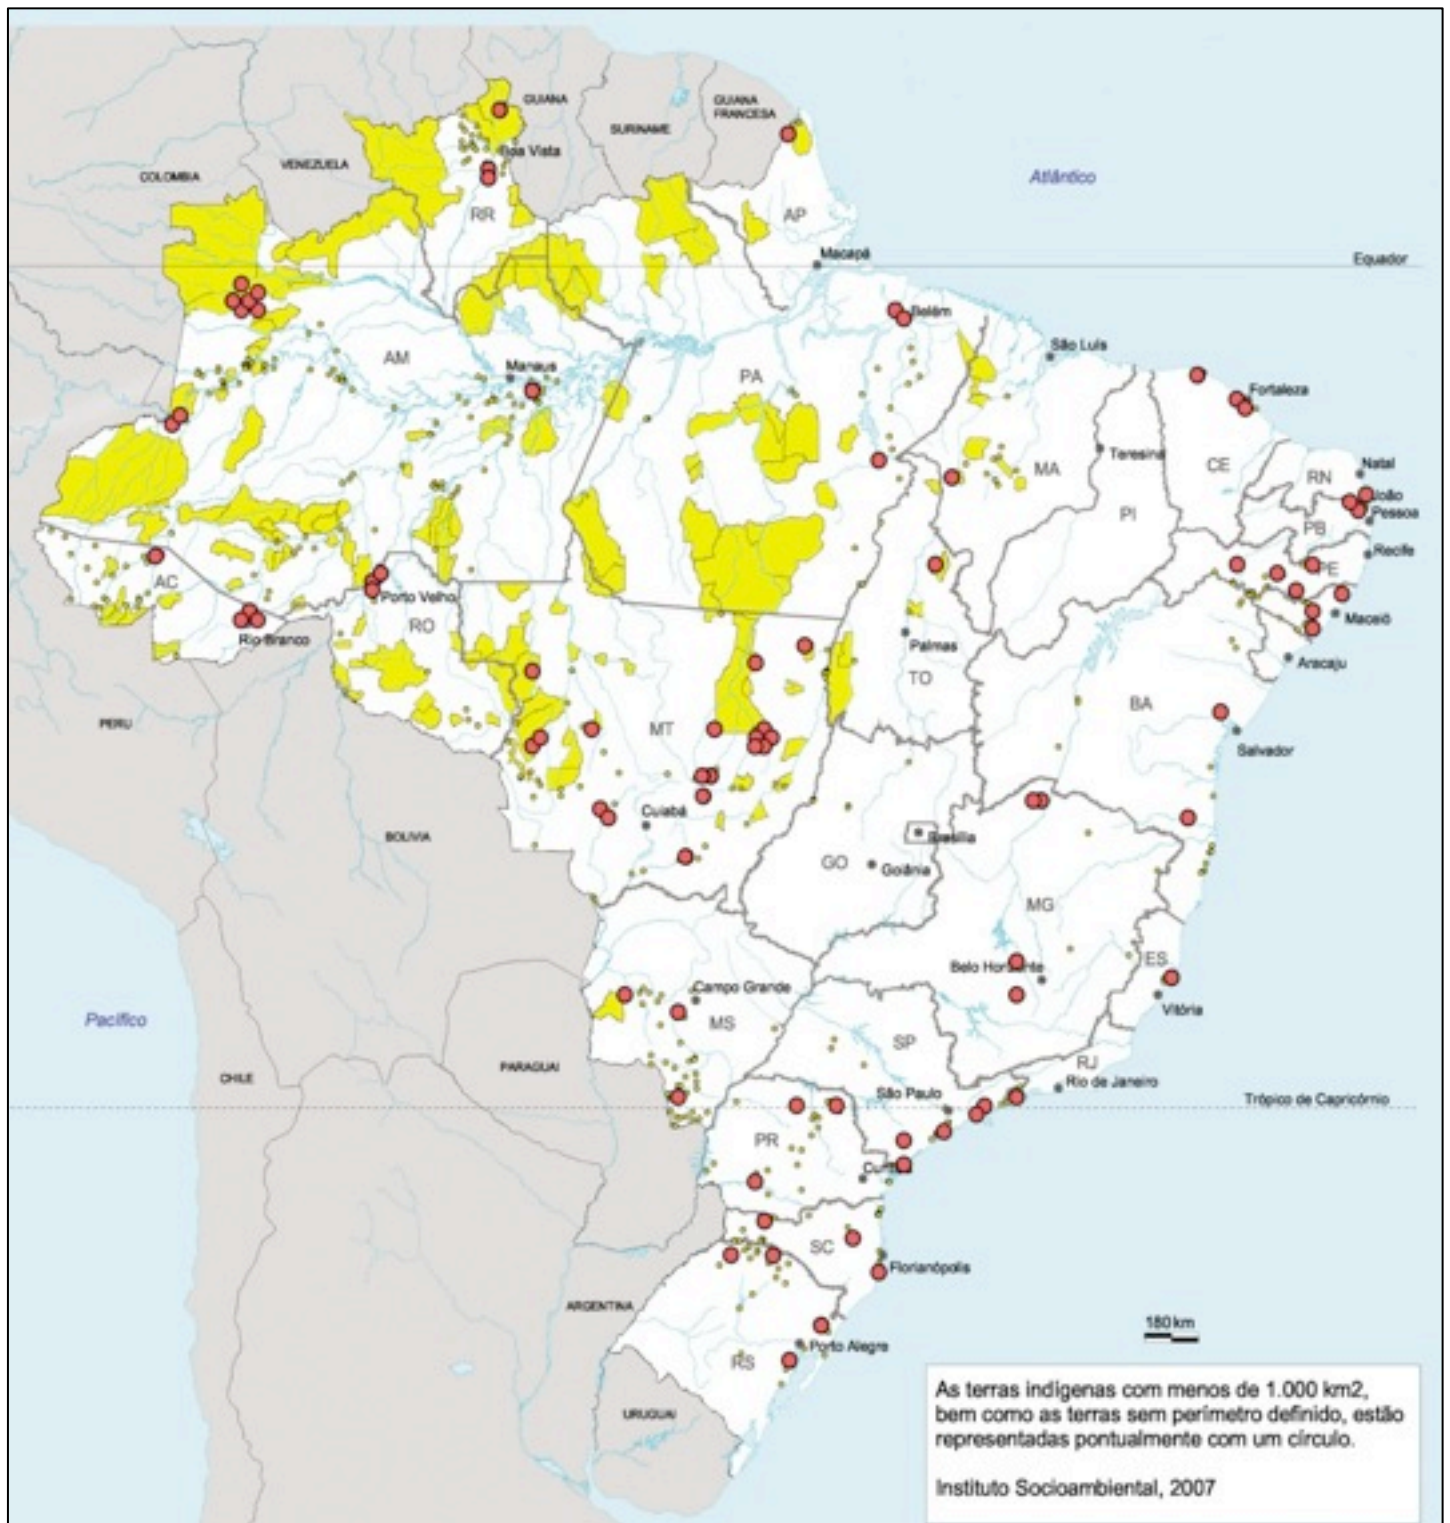 GUIANA
GUIANA
FRANCESA
SURINAME
Boa Vista
VENEZUELA
COLOMBIA
Atlântico
RR
AP
Macapá
Equador
Belém
São Luís
AM
Manaus
PA
Fortaleza
Teresina
MA
CE
RN
Natal
João
Pessoa
PI
PB
Recife
PE
AC
Porto Velho
Rio Branco
RO
Maceió
Palmas
Aracaju
TO
PERU
MT
BA
Salvador
Cuiabá
BOLIVIA
GO
Brasília
Goiânia
MG
Belo Horizonte
ES
Campo Grande
Vitória
MS
Pacífico
SP
RJ
PARAGUAI
CHILE
São Paulo
Rio de Janeiro
Trópico de Capricórnio
PR
Curitiba
SC
Florianópolis
ARGENTINA
180 km
Porto Alegre
RS
URUGUAI
As terras indígenas com menos de 1.000 km2,
bem como as terras sem perímetro definido, estão
representadas pontualmente com um círculo.
Instituto Socioambiental, 2007